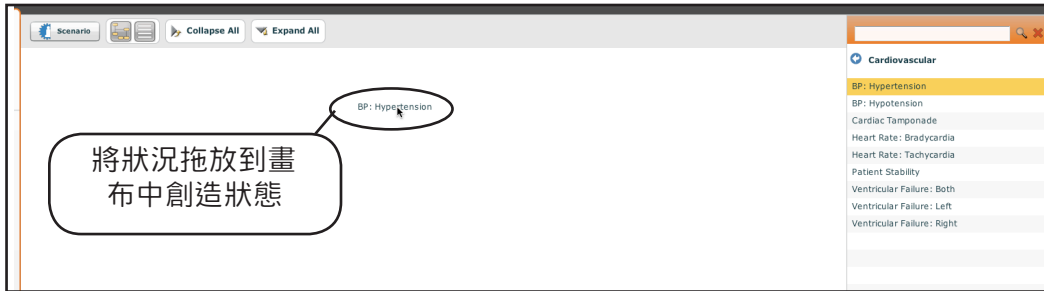 Scenario
Collapse All
Expand All
Cardiovascular
BP: Hypertension
將狀況拖放到畫
布中創造狀態
BP: Hypertension
BP: Hypotension
Cardiac Tamponade
Heart Rate: Bradycardia
Heart Rate: Tachycardia
Patient Stability
Ventricular Failure: Both
Ventricular Failure: Left
Ventricular Failure: Right